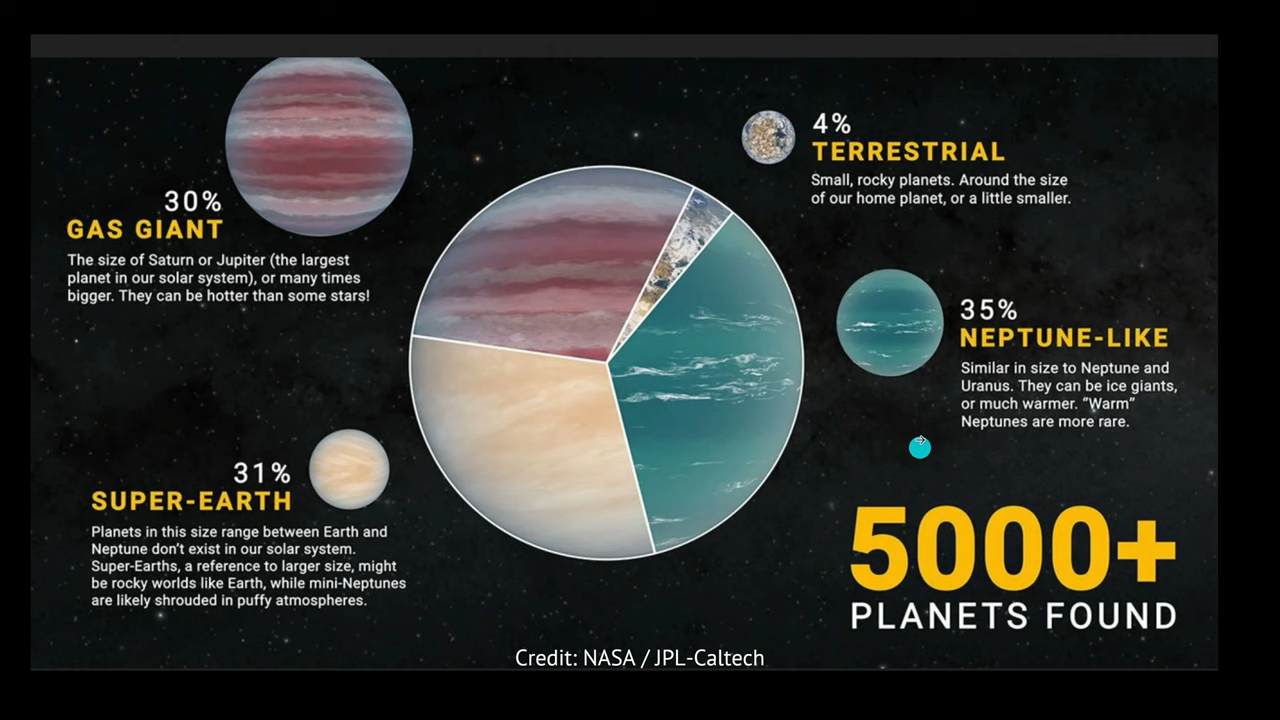 30%
GAS GIANT
The size of Saturn or Jupiter (the largest
planet in our solar system), or many times
bigger. They can be hotter than some stars!
4%
TERRESTRIAL
Small, rocky planets. Around the size
of our home planet, or a little smaller.
35%
NEPTUNE-LIKE
Similar in size to Neptune and
Uranus. They can be ice giants,
or much warmer. "Warm"
Neptunes are more rare.
31%
SUPER-EARTH
Planets in this size range between Earth and
Neptune don't exist in our solar system.
Super-Earths, a reference to larger size, might
be rocky worlds like Earth, while mini-Neptunes
are likely shrouded in puffy atmospheres.
5000+
PLANETS FOUND
Credit: NASA / JPL-Caltech